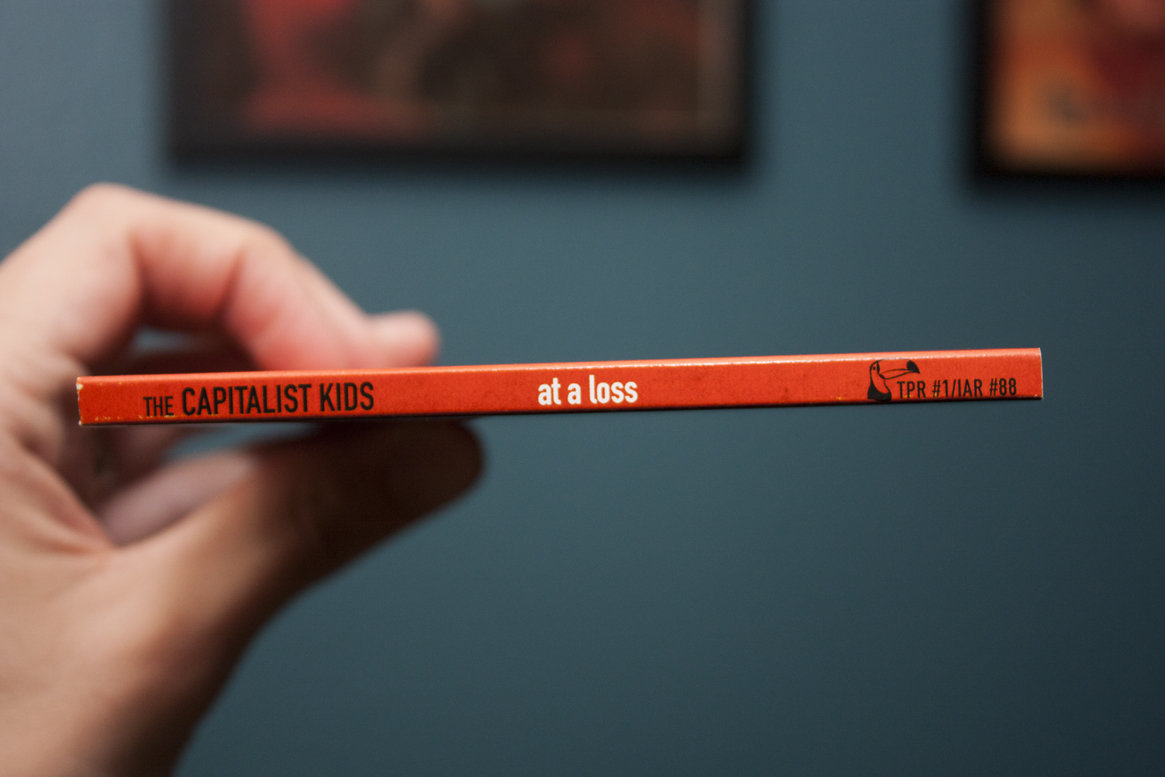 THE CAPITALIST KIDS at a loss TPR #1/IAR #88